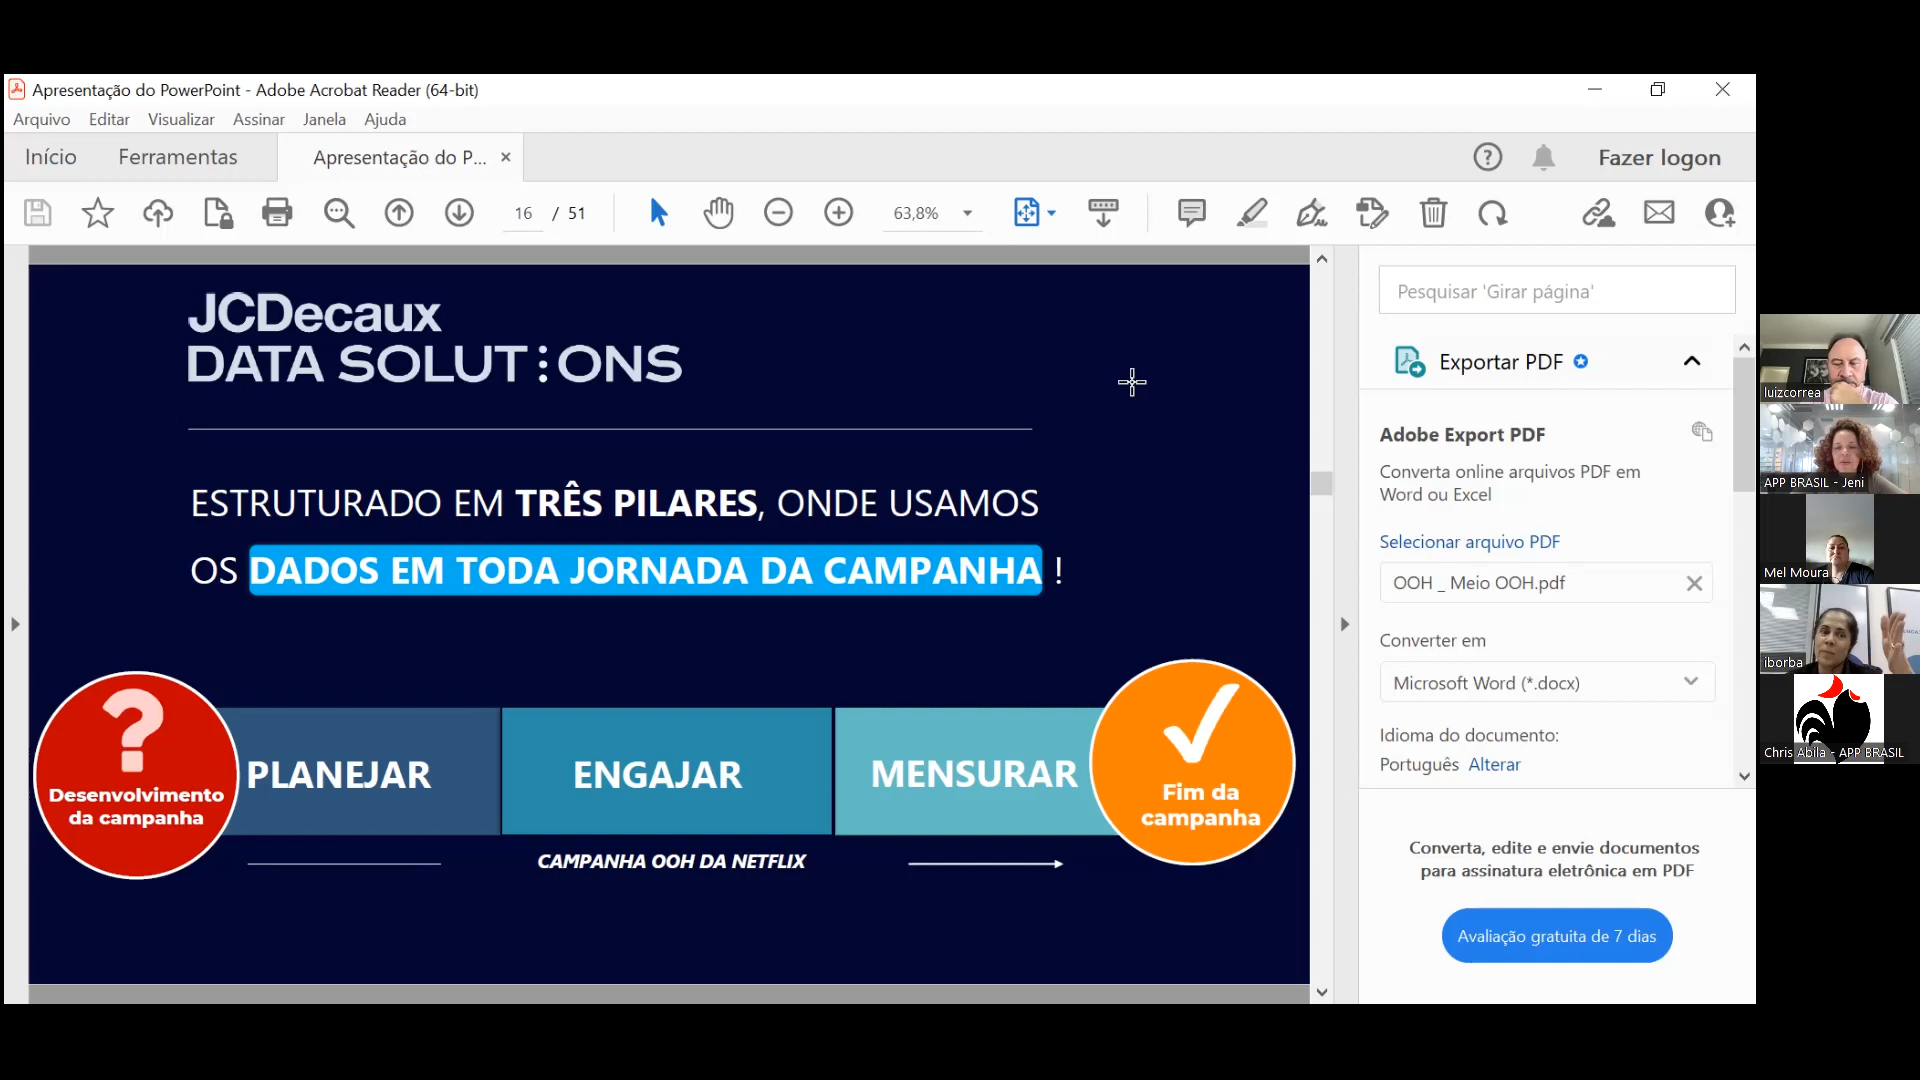 Apresentação do PowerPoint - Adobe Acrobat Reader (64-bit)
Arquivo Editar Visualizar Assinar Janela Ajuda
Início Ferramentas Apresentação do P... × Fazer logon
16 / 51 63,8%
JCDecaux
DATA SOLUTIONS
ESTRUTURADO EM TRÊS PILARES, ONDE USAMOS
OS DADOS EM TODA JORNADA DA CAMPANHA !
?
Desenvolvimento
da campanha
PLANEJAR
ENGAJAR
MENSURAR
Fim da
campanha
CAMPANHA OOH DA NETFLIX
Pesquisar 'Girar página'
Exportar PDF
Adobe Export PDF
Converta online arquivos PDF em
Word ou Excel
Selecionar arquivo PDF
OOH _ Meio OOH.pdf
Converter em
Microsoft Word (*.docx)
Idioma do documento:
Português Alterar
Converta, edite e envie documentos
para assinatura eletrônica em PDF
Avaliação gratuita de 7 dias
luizcorrea
APP BRASIL - Jeni
Mel Moura
iborba
Chris Abila - APP BRASIL